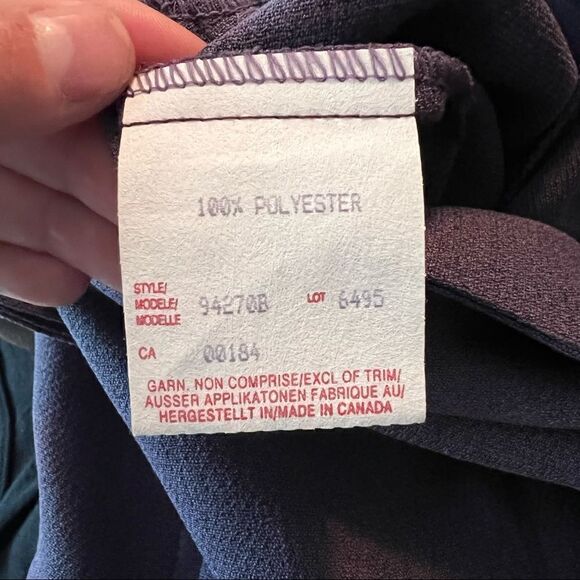 100% POLYESTER
STYLE/
MODELE/ 94270B LOT 6495
MODELLE
CA 00184
GARN. NON COMPRISE/EXCL OF TRIM/
AUSSER APPLIKATONEN FABRIQUE AU/
HERGESTELLT IN/MADE IN CANADA